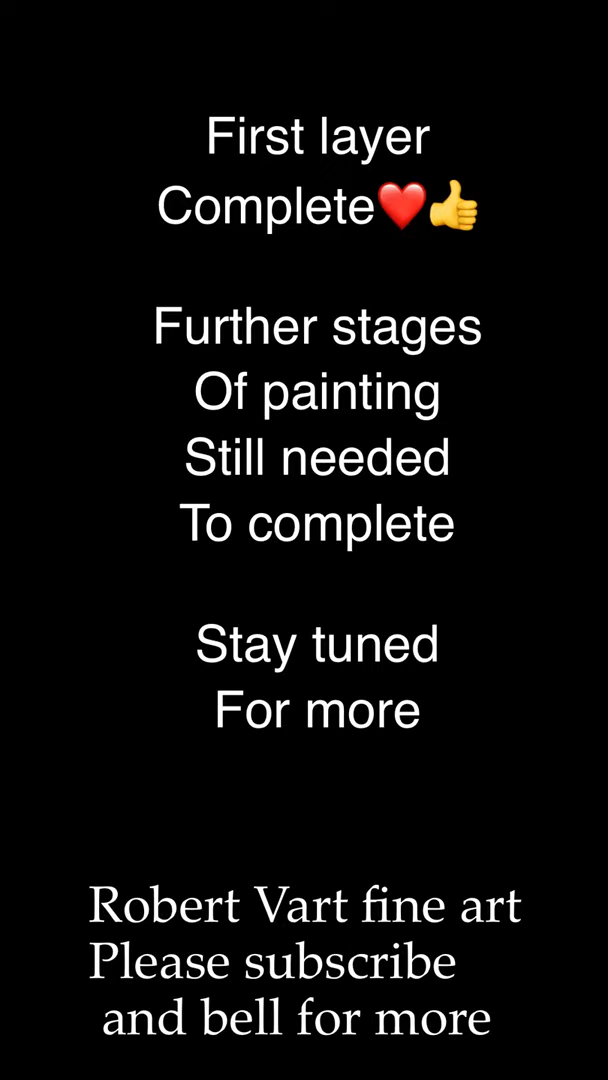 First layer
Complete❤️👍
Further stages
Of painting
Still needed
To complete
Stay tuned
For more
Robert Vart fine art
Please subscribe
and bell for more